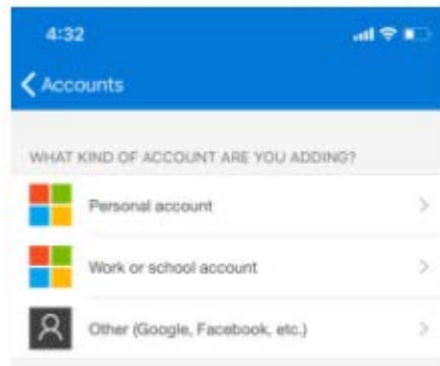 4:32
Accounts
WHAT KIND OF ACCOUNT ARE YOU ADDING?
Personal account
Work or school account
Other (Google, Facebook, etc.)